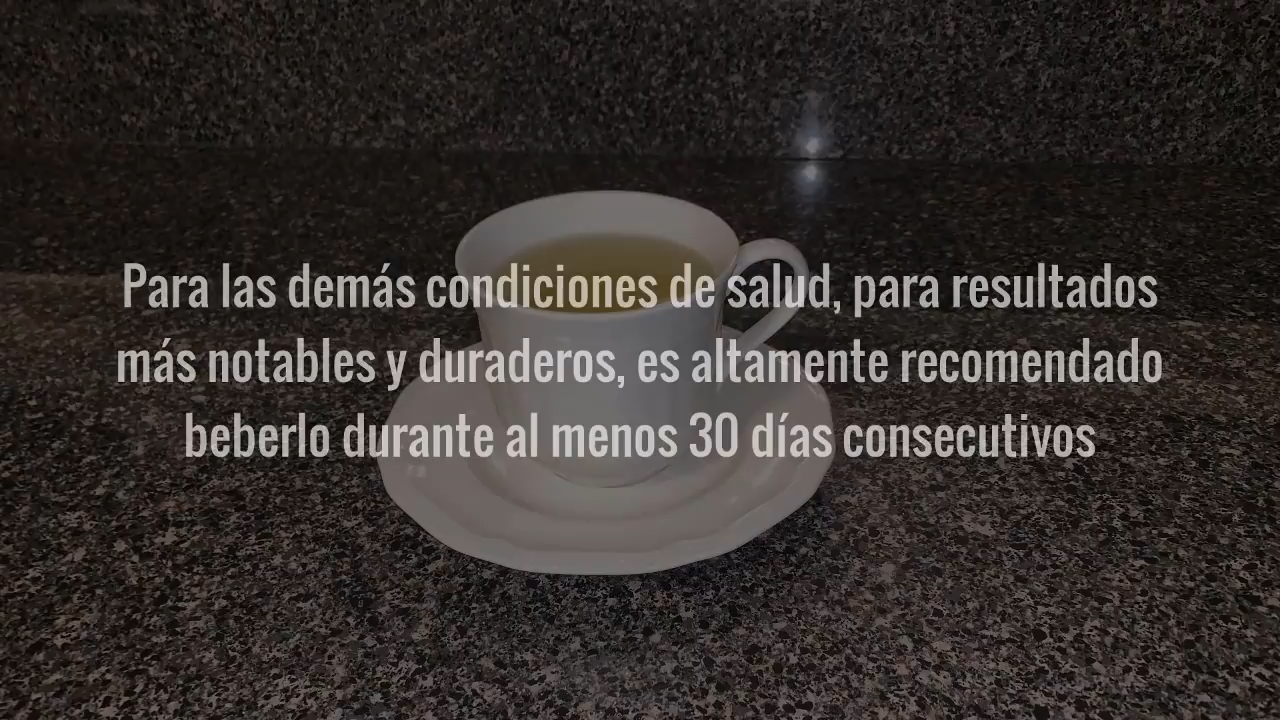 Para las demás condiciones de salud, para resultados
más notables y duraderos, es altamente recomendado
beberlo durante al menos 30 días consecutivos